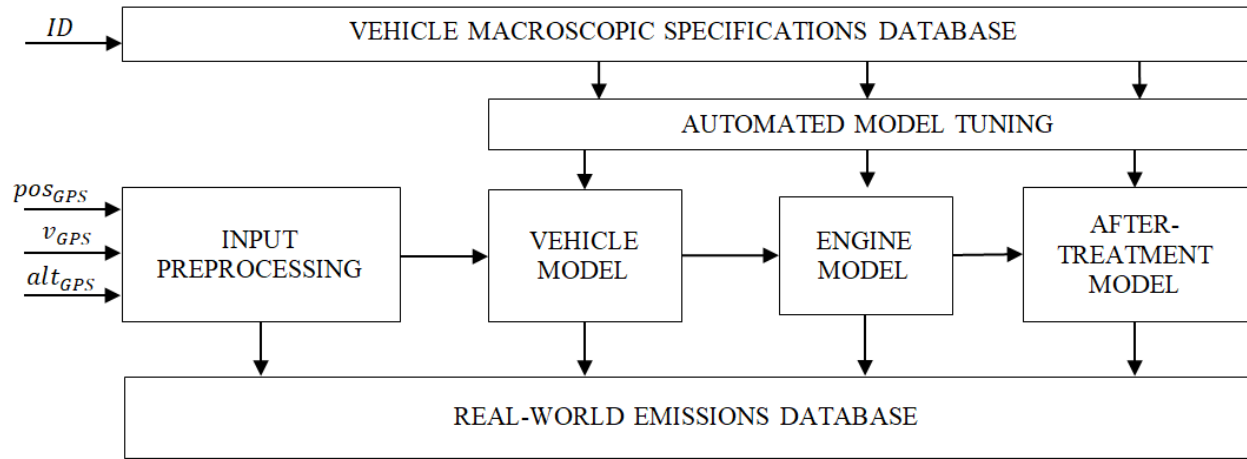 ID
VEHICLE MACROSCOPIC SPECIFICATIONS DATABASE
AUTOMATED MODEL TUNING
pos_GPS
v_GPS
alt_GPS
INPUT
PREPROCESSING
VEHICLE
MODEL
ENGINE
MODEL
AFTER-
TREATMENT
MODEL
REAL-WORLD EMISSIONS DATABASE